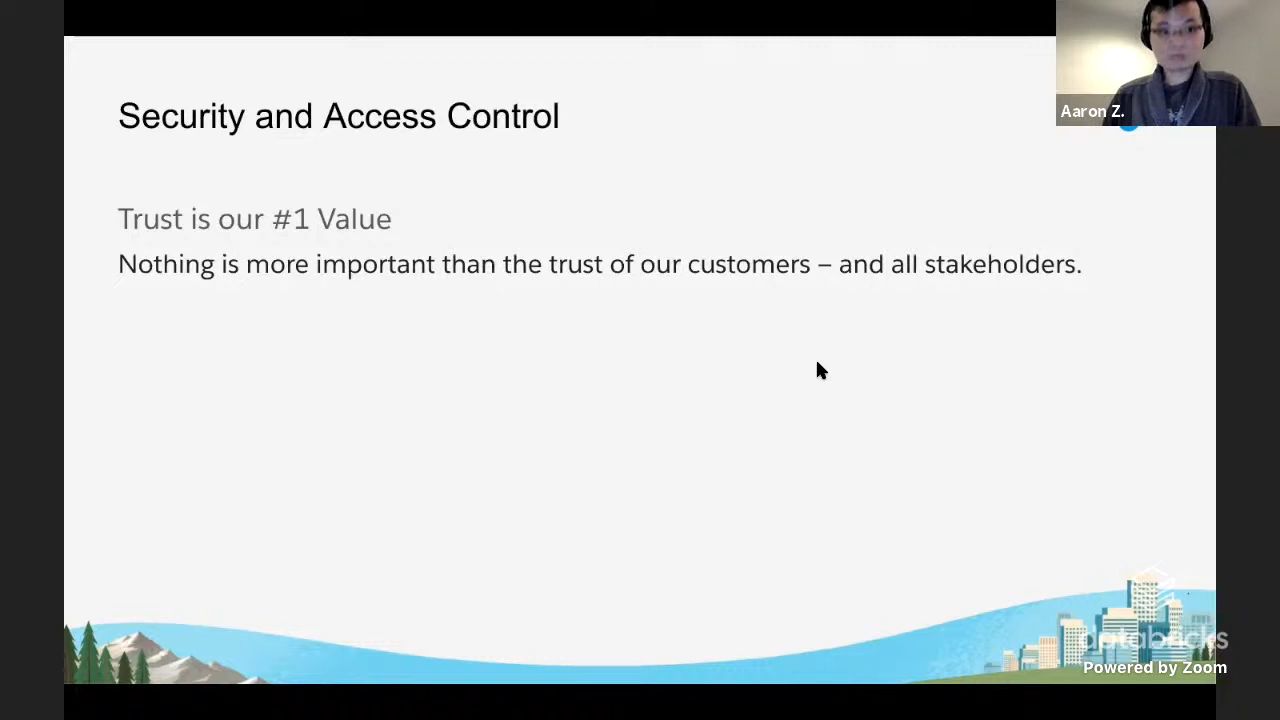 Aaron Z.
Security and Access Control
Trust is our #1 Value
Nothing is more important than the trust of our customers – and all stakeholders.
databricks
Powered by Zoom